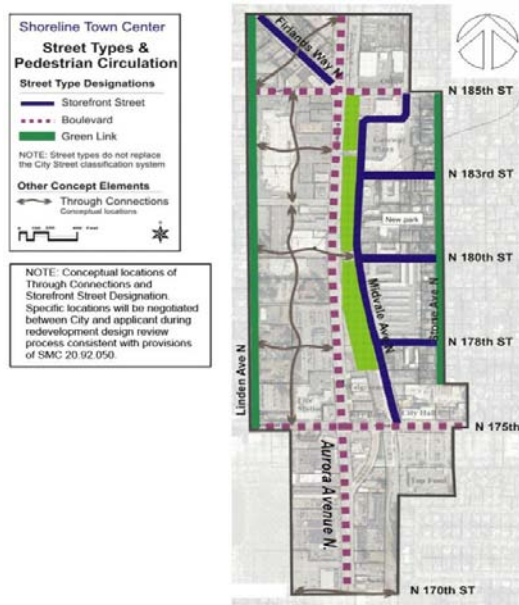 Shoreline Town Center
Street Types &
Pedestrian Circulation
Street Type Designations
Storefront Street
Boulevard
Green Link
NOTE: Street types do not replace
the City Street classification system
Other Concept Elements
Through Connections
Conceptual locations
NOTE: Conceptual locations of
Through Connections and
Storefront Street Designation.
Specific locations will be negotiated
between City and applicant during
redevelopment design review
process consistent with provisions
of SMC 20.92.050.
Firlands Way N
N 185th ST
N 183rd ST
New park
N 180th ST
Midvale Ave N
Stone Ave N
N 178th ST
Linden Ave N
City Hall
N 175th
Aurora Avenue N.
Top Food
N 170th ST